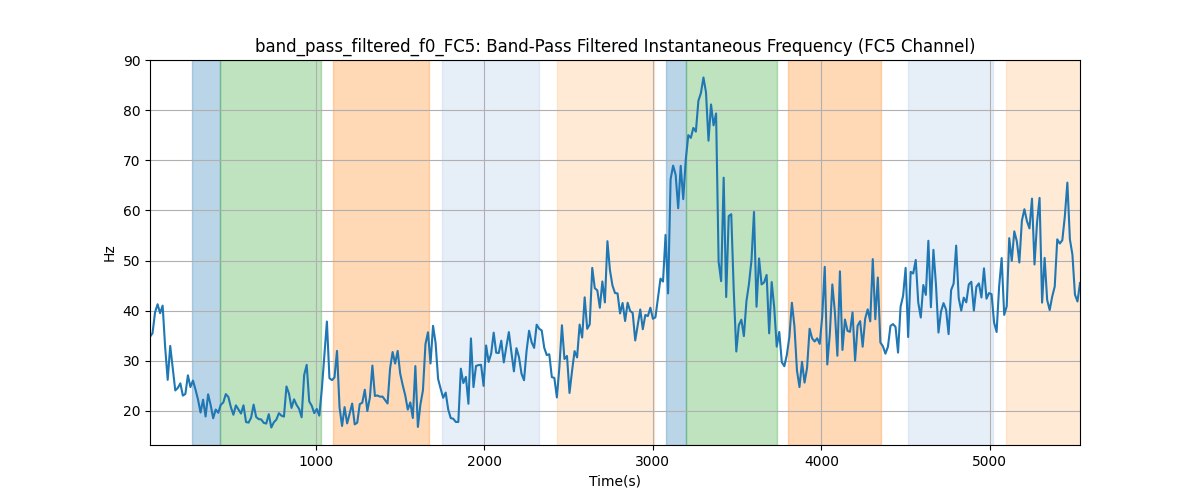 band_pass_filtered_f0_FC5: Band-Pass Filtered Instantaneous Frequency (FC5 Channel)
90
80
70
60
50
40
30
20
Hz
1000 2000 3000 4000 5000
Time(s)